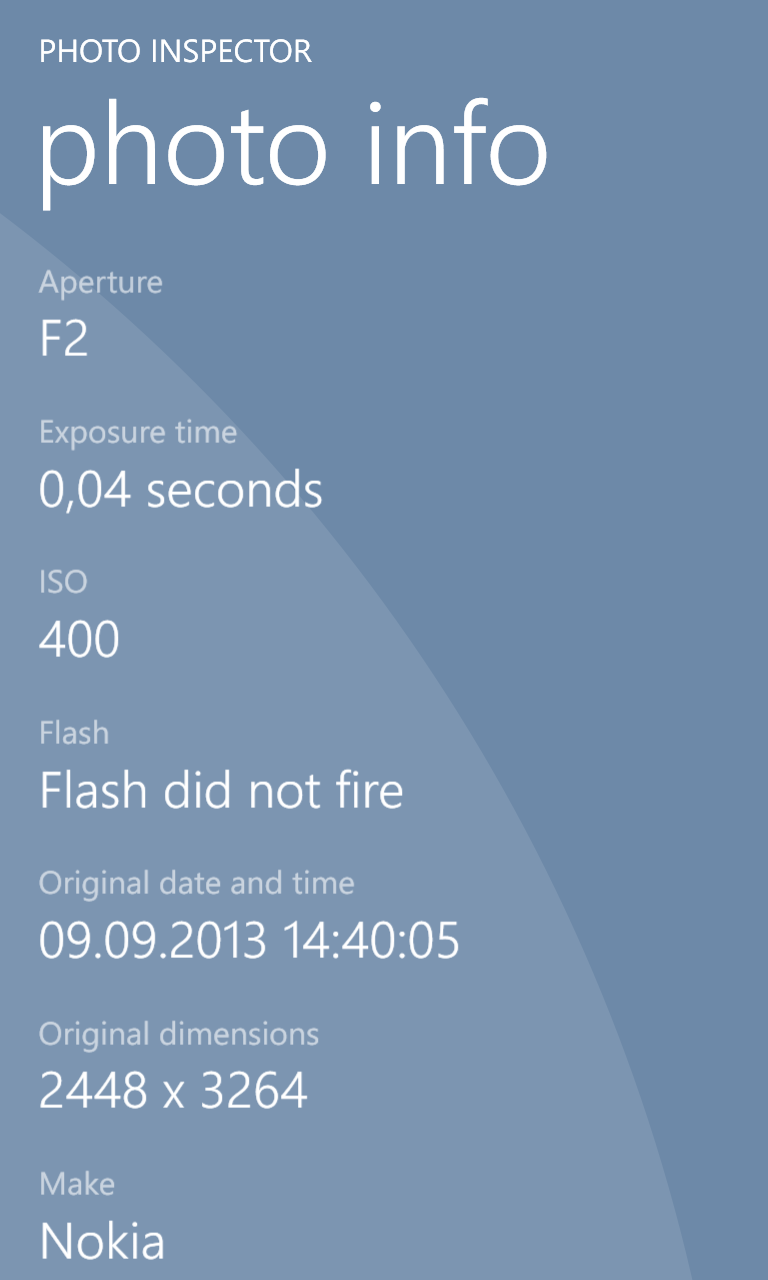 PHOTO INSPECTOR
photo info
Aperture
F2
Exposure time
0,04 seconds
ISO
400
Flash
Flash did not fire
Original date and time
09.09.2013 14:40:05
Original dimensions
2448 x 3264
Make
Nokia